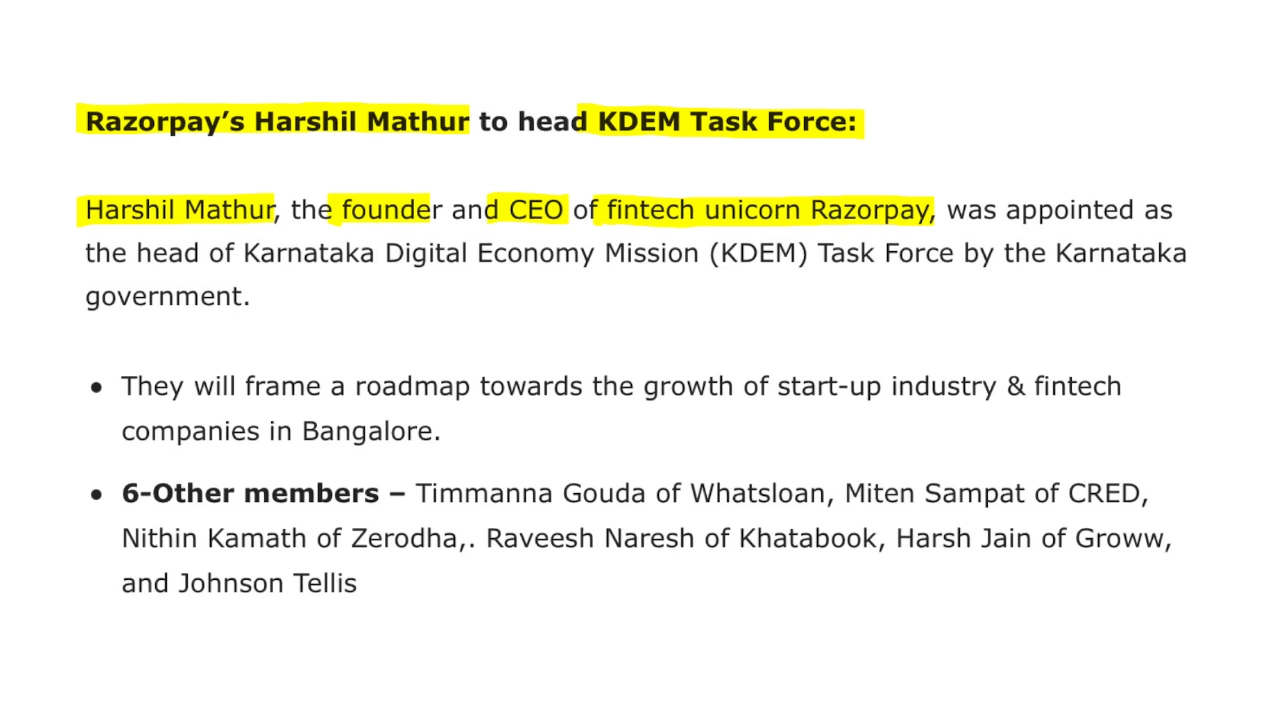 Razorpay’s Harshil Mathur to head KDEM Task Force:
Harshil Mathur, the founder and CEO of fintech unicorn Razorpay, was appointed as
the head of Karnataka Digital Economy Mission (KDEM) Task Force by the Karnataka
government.
● They will frame a roadmap towards the growth of start-up industry & fintech
companies in Bangalore.
● 6-Other members – Timmanna Gouda of Whatsloan, Miten Sampat of CRED,
Nithin Kamath of Zerodha,. Raveesh Naresh of Khatabook, Harsh Jain of Groww,
and Johnson Tellis